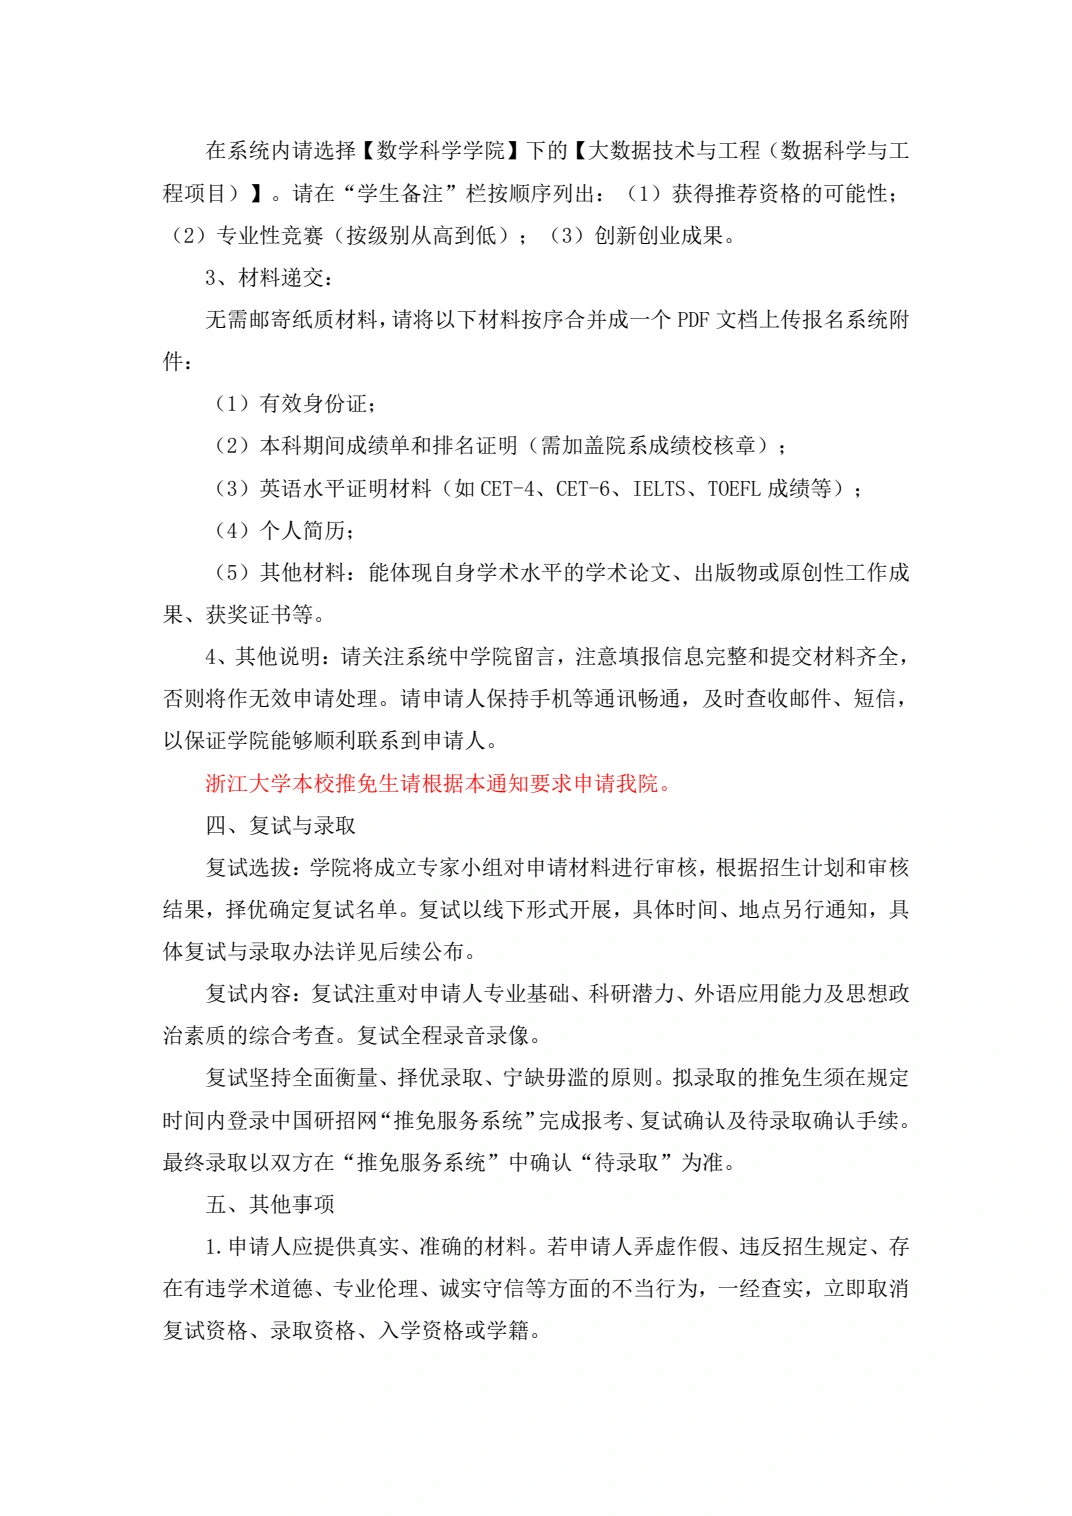 在系统内请选择【数学科学学院】下的【大数据技术与工程（数据科学与工
程项目）】。请在“学生备注”栏按顺序列出：（1）获得推荐资格的可能性；
（2）专业性竞赛（按级别从高到低）；（3）创新创业成果。
3、材料递交：
无需邮寄纸质材料，请将以下材料按序合并成一个 PDF 文档上传报名系统附
件：
（1）有效身份证；
（2）本科期间成绩单和排名证明（需加盖院系成绩校核章）；
（3）英语水平证明材料（如 CET-4、CET-6、IELTS、TOEFL 成绩等）；
（4）个人简历；
（5）其他材料：能体现自身学术水平的学术论文、出版物或原创性工作成
果、获奖证书等。
4、其他说明：请关注系统中学院留言，注意填报信息完整和提交材料齐全，
否则将作无效申请处理。请申请人保持手机等通讯畅通，及时查收邮件、短信，
以保证学院能够顺利联系到申请人。
浙江大学本校推免生请根据本通知要求申请我院。
四、复试与录取
复试选拔：学院将成立专家小组对申请材料进行审核，根据招生计划和审核
结果，择优确定复试名单。复试以线下形式开展，具体时间、地点另行通知，具
体复试与录取办法详见后续公布。
复试内容：复试注重对申请人专业基础、科研潜力、外语应用能力及思想政
治素质的综合考查。复试全程录音录像。
复试坚持全面衡量、择优录取、宁缺毋滥的原则。拟录取的推免生须在规定
时间内登录中国研招网“推免服务系统”完成报考、复试确认及待录取确认手续。
最终录取以双方在“推免服务系统”中确认“待录取”为准。
五、其他事项
1.申请人应提供真实、准确的材料。若申请人弄虚作假、违反招生规定、存
在有违学术道德、专业伦理、诚实守信等方面的不当行为，一经查实，立即取消
复试资格、录取资格、入学资格或学籍。